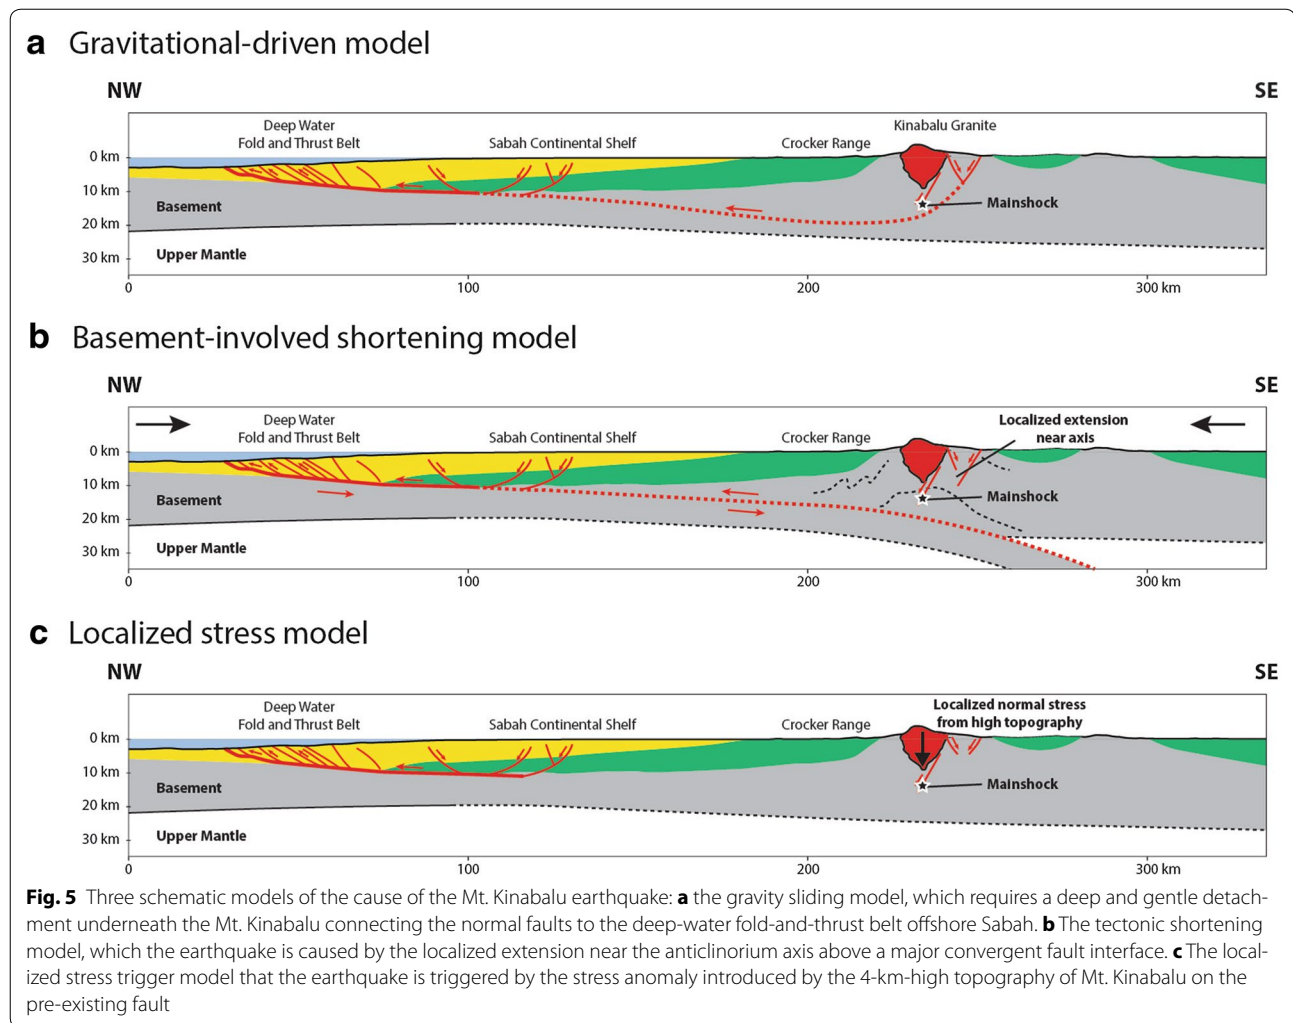 a Gravitational-driven model
NW SE
Deep Water
Fold and Thrust Belt
Sabah Continental Shelf
Crocker Range
Kinabalu Granite
0 km
10 km
20 km
30 km
Basement
Upper Mantle
Mainshock
0 100 200 300 km
b Basement-involved shortening model
NW SE
Deep Water
Fold and Thrust Belt
Sabah Continental Shelf
Crocker Range
Localized extension
near axis
0 km
10 km
20 km
30 km
Basement
Upper Mantle
Mainshock
0 100 200 300 km
c Localized stress model
NW SE
Deep Water
Fold and Thrust Belt
Sabah Continental Shelf
Crocker Range
Localized normal stress
from high topography
0 km
10 km
20 km
30 km
Basement
Upper Mantle
Mainshock
0 100 200 300 km
Fig. 5 Three schematic models of the cause of the Mt. Kinabalu earthquake: a the gravity sliding model, which requires a deep and gentle detach-
ment underneath the Mt. Kinabalu connecting the normal faults to the deep-water fold-and-thrust belt offshore Sabah. b The tectonic shortening
model, which the earthquake is caused by the localized extension near the anticlinorium axis above a major convergent fault interface. c The local-
ized stress trigger model that the earthquake is triggered by the stress anomaly introduced by the 4-km-high topography of Mt. Kinabalu on the
pre-existing fault